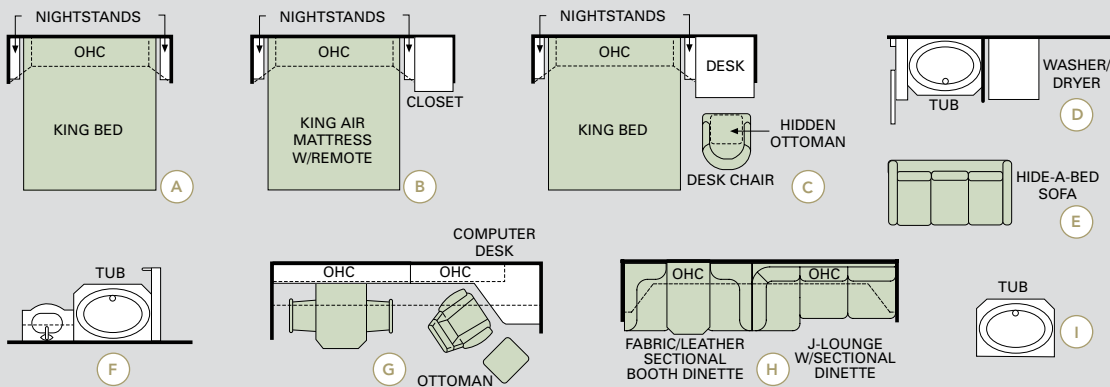 NIGHTSTANDS
OHC
KING BED
A
NIGHTSTANDS
OHC
KING AIR
MATTRESS
W/REMOTE
CLOSET
B
NIGHTSTANDS
OHC
KING BED
DESK
HIDDEN
OTTOMAN
DESK CHAIR
C
TUB
WASHER/
DRYER
D
HIDE-A-BED
SOFA
E
TUB
F
OHC
OHC
COMPUTER
DESK
OTTOMAN
G
OHC
OHC
FABRIC/LEATHER
SECTIONAL
BOOTH DINETTE
H
J-LOUNGE
W/SECTIONAL
DINETTE
TUB
I